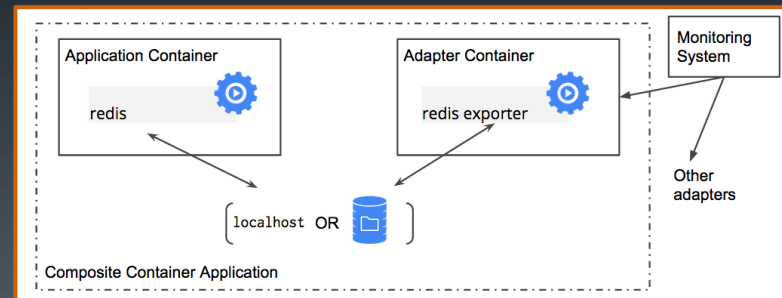 Application Container
redis
Adapter Container
redis exporter
Monitoring
System
Other
adapters
(localhost OR )
Composite Container Application